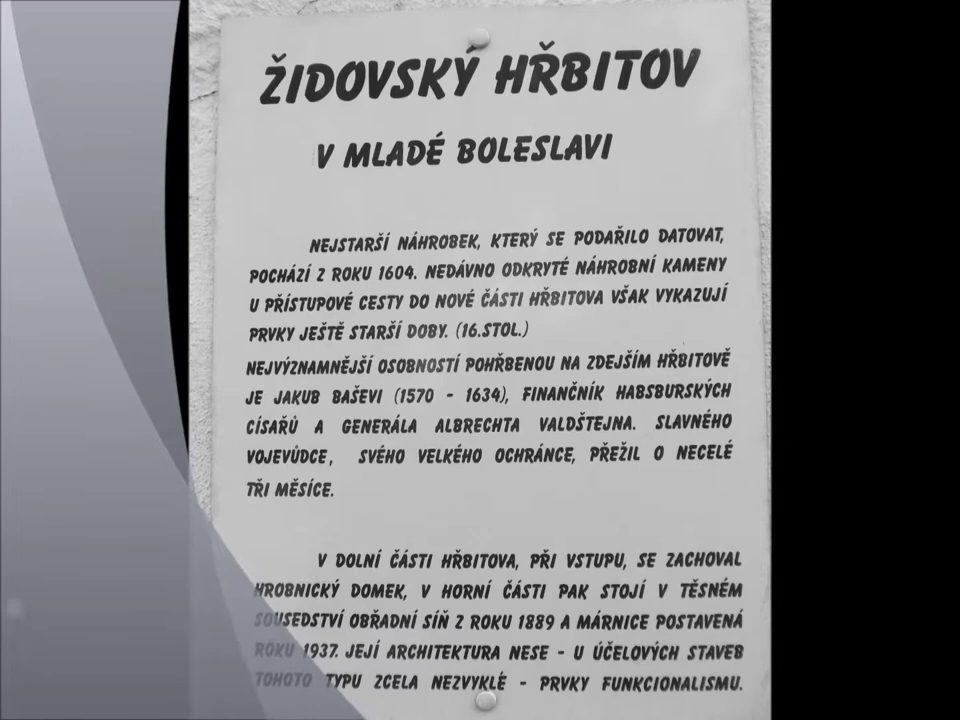 ŽIDOVSKÝ HŘBITOV
V MLADÉ BOLESLAVI
NEJSTARŠÍ NÁHROBEK, KTERÝ SE PODAŘILO DATOVAT,
POCHÁZÍ Z ROKU 1604. NEDÁVNO ODKRYTÉ NÁHROBNÍ KAMENY
U PŘÍSTUPOVÉ CESTY DO NOVÉ ČÁSTI HŘBITOVA VŠAK VYKAZUJÍ
PRVKY JEŠTĚ STARŠÍ DOBY. (16.STOL.)
NEJVÝZNAMNĚJŠÍ OSOBNOSTÍ POHŘBENOU NA ZDEJŠÍM HŘBITOVĚ
JE JAKUB BAŠEVI (1570 - 1634), FINANČNÍK HABSBURSKÝCH
CÍSAŘŮ A GENERÁLA ALBRECHTA VALDŠTEJNA. SLAVNÉHO
VOJEVŮDCE, SVÉHO VELKÉHO OCHRÁNCE, PŘEŽIL O NECELÉ
TŘI MĚSÍCE.
V DOLNÍ ČÁSTI HŘBITOVA, PŘI VSTUPU, SE ZACHOVAL
HROBNICKÝ DOMEK, V HORNÍ ČÁSTI PAK STOJÍ V TĚSNÉM
SOUSEDSTVÍ OBŘADNÍ SÍŇ Z ROKU 1889 A MÁRNICE POSTAVENÁ
ROKU 1937. JEJÍ ARCHITEKTURA NESE - U ÚČELOVÝCH STAVEB
TOHOTO TYPU ZCELA NEZVYKLÉ - PRVKY FUNKCIONALISMU.